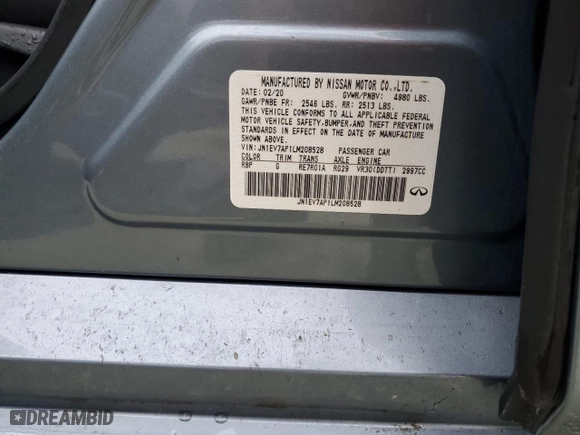 MANUFACTURED BY NISSAN MOTOR CO.,LTD.
DATE: 02/20 GVWR/PNBV: 4980 LBS.
GAWR/PNBE FR: 2546 LBS. RR: 2513 LBS.
THIS VEHICLE CONFORMS TO ALL APPLICABLE FEDERAL
MOTOR VEHICLE SAFETY,BUMPER,AND THEFT PREVENTION
STANDARDS IN EFFECT ON THE DATE OF MANUFACTURE
SHOWN ABOVE.
VIN: JN1EV7AP1LM208528 PASSENGER CAR
COLOR TRIM TRANS AXLE ENGINE
RBP G RE7R01A R029 VR30(DDTT) 2997CC
JN1EV7AP1LM208528
DREAMBID